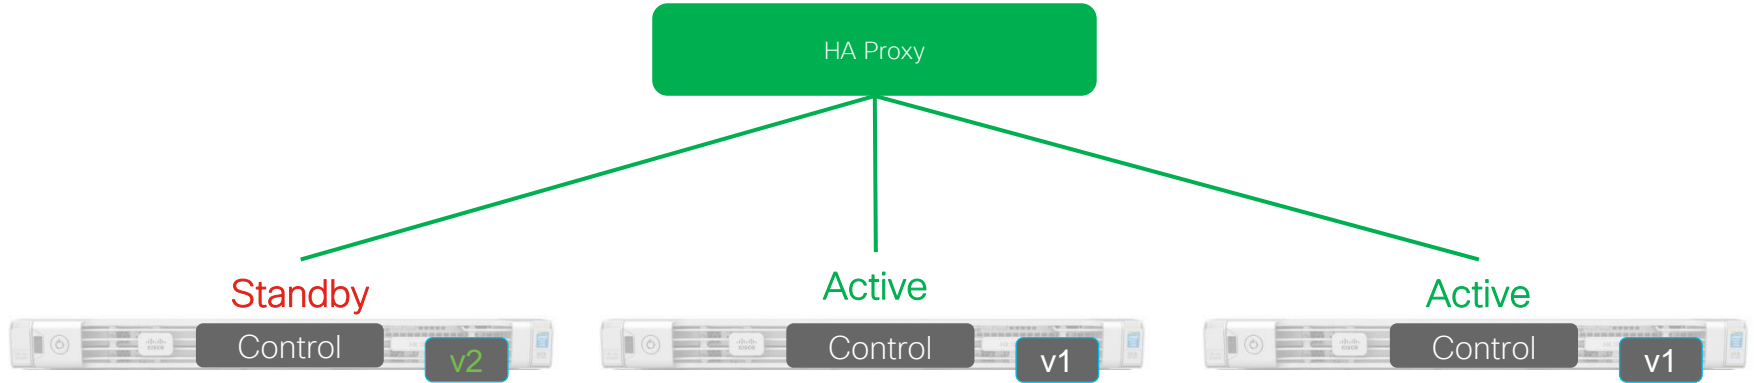 HA Proxy
Standby
Active
Active
Control
v2
Control
v1
Control
v1